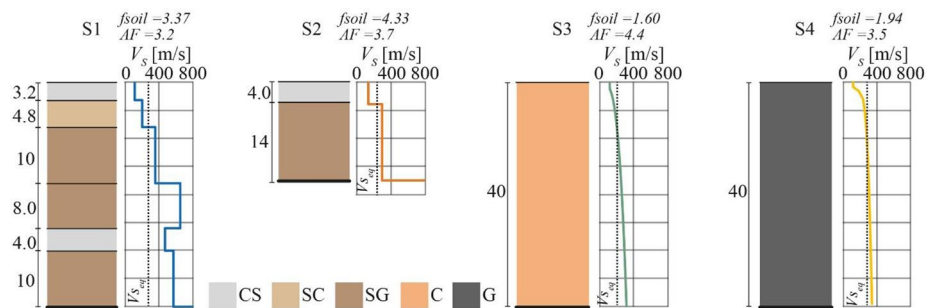 S1
fsoil =3.37
AF=3.2
Vs [m/s]
0 400 800
3.2
4.8
10
8.0
4.0
10
Vs eq
S2
fsoil =4.33
AF=3.7
Vs [m/s]
0 400 800
4.0
14
Vs eq
S3
fsoil =1.60
AF=4.4
Vs [m/s]
0 400 800
40
Vs eq
S4
fsoil =1.94
AF=3.5
Vs [m/s]
0 400 800
40
Vs eq
CS SC SG C G